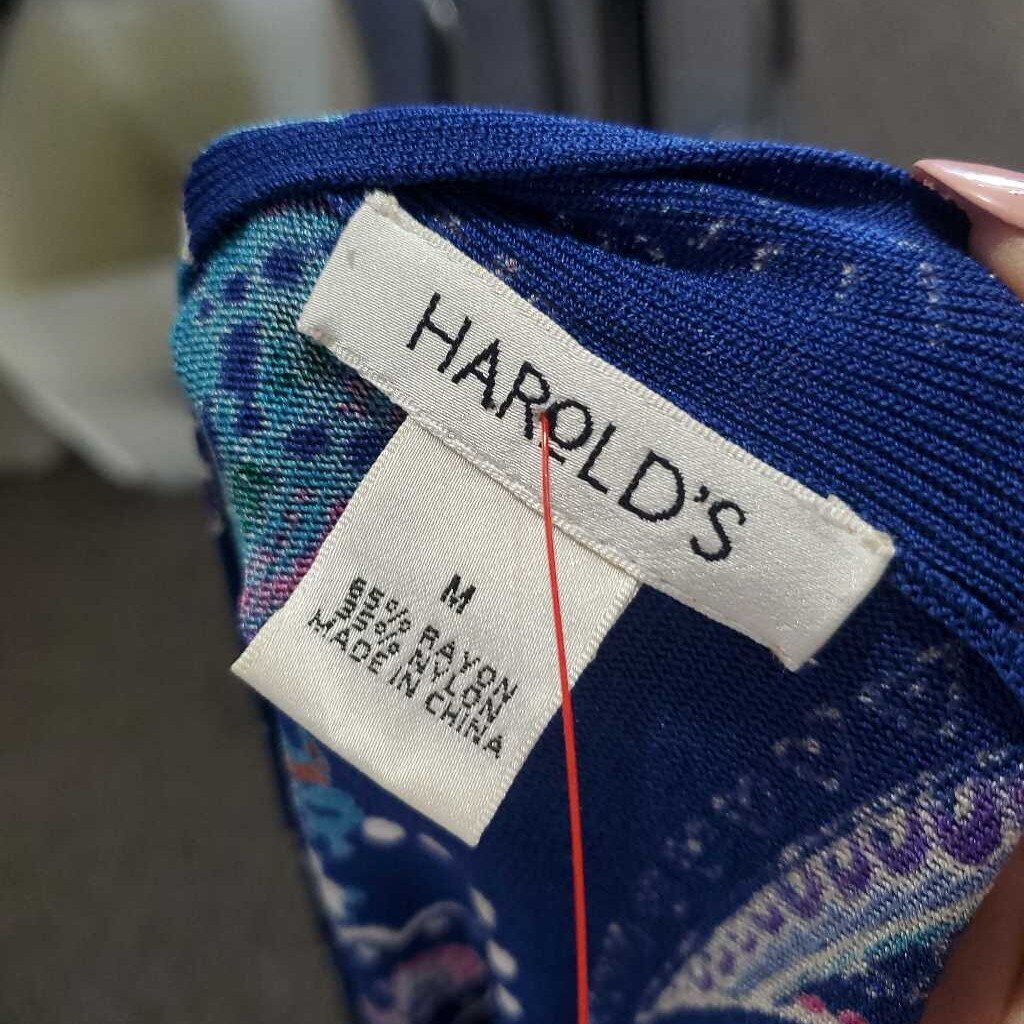 HAROLD'S
M
65% RAYON
35% NYLON
MADE IN CHINA